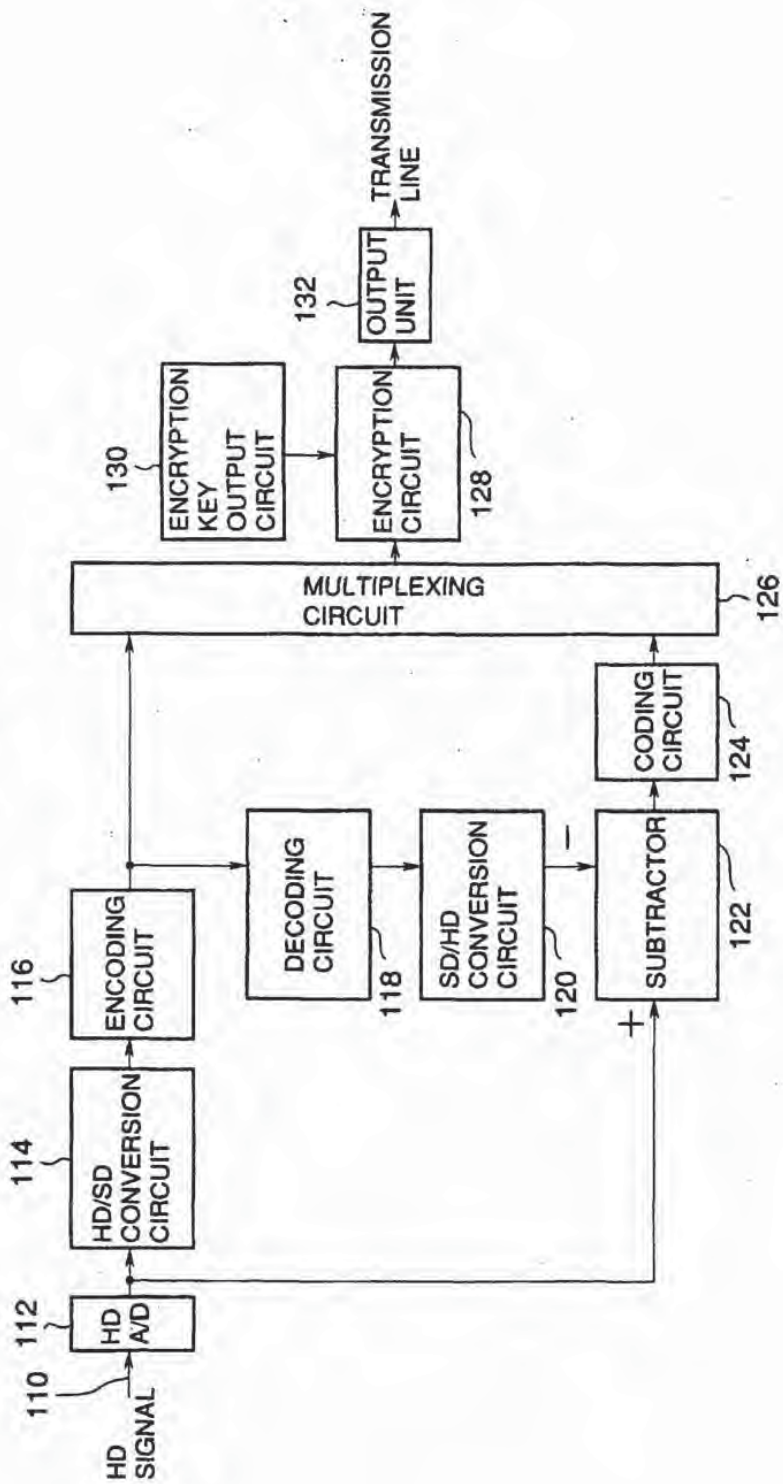 HD
SIGNAL
110
112
HD
A/D
114
HD/SD
CONVERSION
CIRCUIT
116
ENCODING
CIRCUIT
DECODING
CIRCUIT
118
SD/HD
CONVERSION
CIRCUIT
120
+
−
SUBTRACTOR
122
CODING
CIRCUIT
124
MULTIPLEXING
CIRCUIT
126
130
ENCRYPTION
KEY
OUTPUT
CIRCUIT
ENCRYPTION
CIRCUIT
128
132
OUTPUT
UNIT
TRANSMISSION
LINE